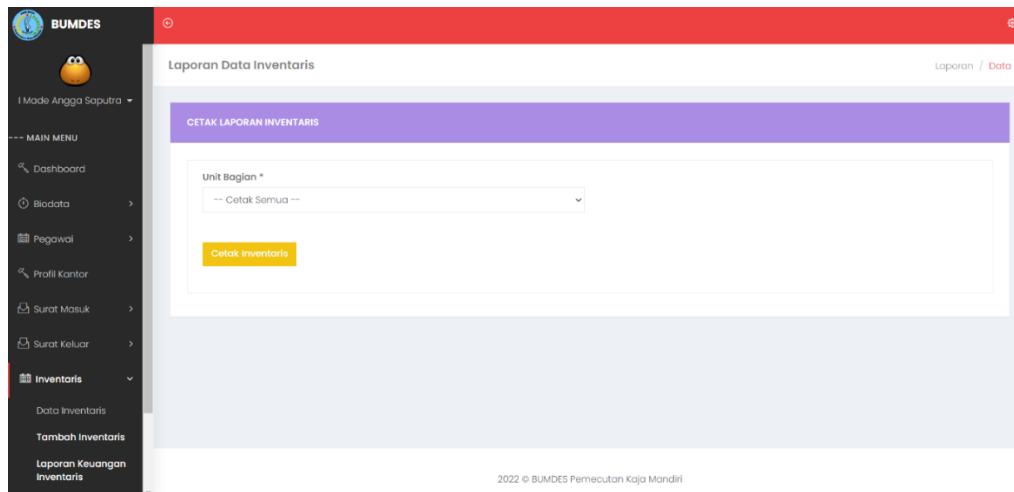 BUMDES
I Made Angga Saputra
--- MAIN MENU
Dashboard
Biodata
Pegawai
Profil Kantor
Surat Masuk
Surat Keluar
Inventaris
Data Inventaris
Tambah Inventaris
Laporan Keuangan
Inventaris
Laporan Data Inventaris
Laporan / Data
CETAK LAPORAN INVENTARIS
Unit Bagian *
-- Cetak Semua --
Cetak Inventaris
2022 © BUMDES Pemecutan Kaja Mandiri